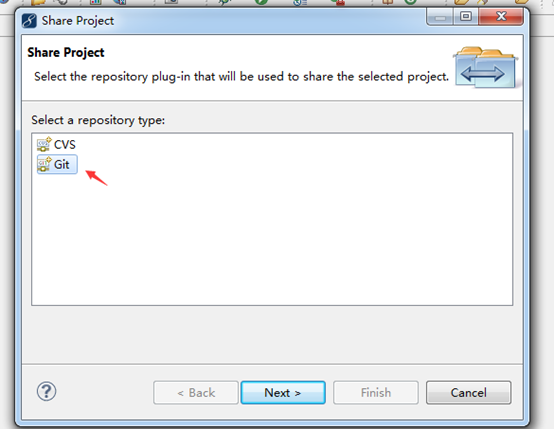 Share Project
Share Project
Select the repository plug-in that will be used to share the selected project.
Select a repository type:
CVS
Git
?
< Back
Next >
Finish
Cancel